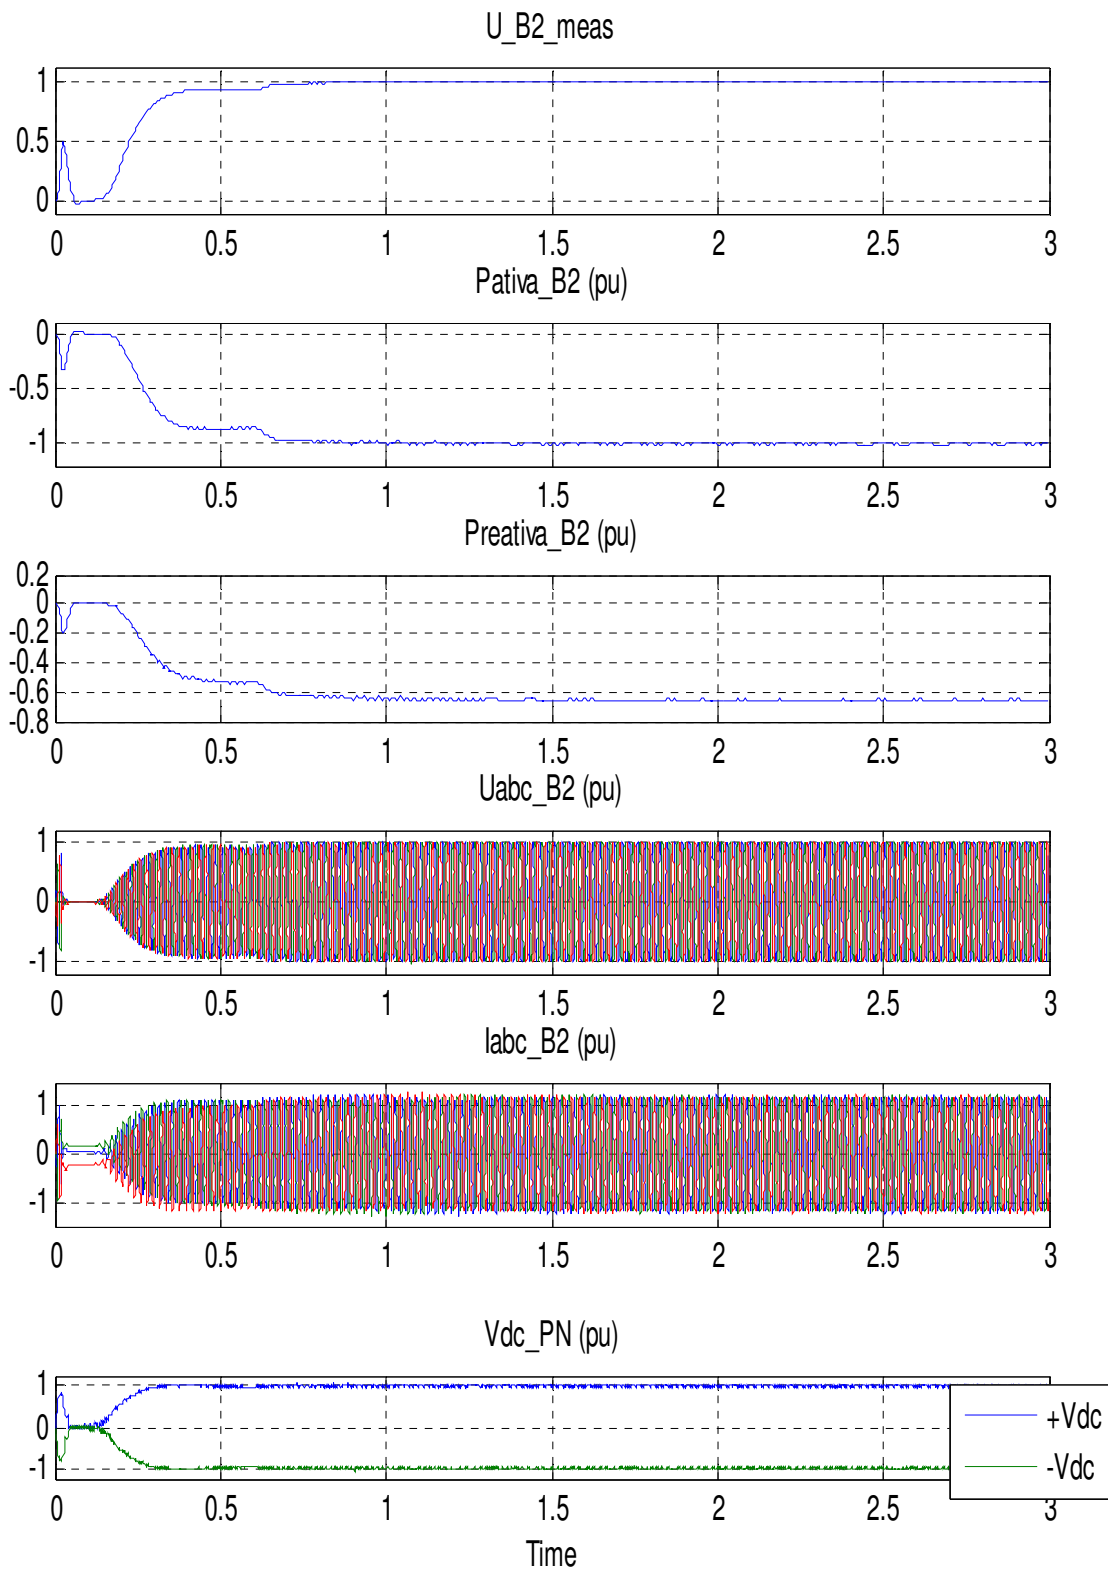 U_B2_meas
1
0.5
0
0 0.5 1 1.5 2 2.5 3
Pativa_B2 (pu)
0
-0.5
-1
0 0.5 1 1.5 2 2.5 3
Preativa_B2 (pu)
0.2
0
-0.2
-0.4
-0.6
-0.8
0 0.5 1 1.5 2 2.5 3
Uabc_B2 (pu)
1
0
-1
0 0.5 1 1.5 2 2.5 3
Iabc_B2 (pu)
1
0
-1
0 0.5 1 1.5 2 2.5 3
Vdc_PN (pu)
1
0
-1
+Vdc
-Vdc
0 0.5 1 1.5 2 2.5 3
Time